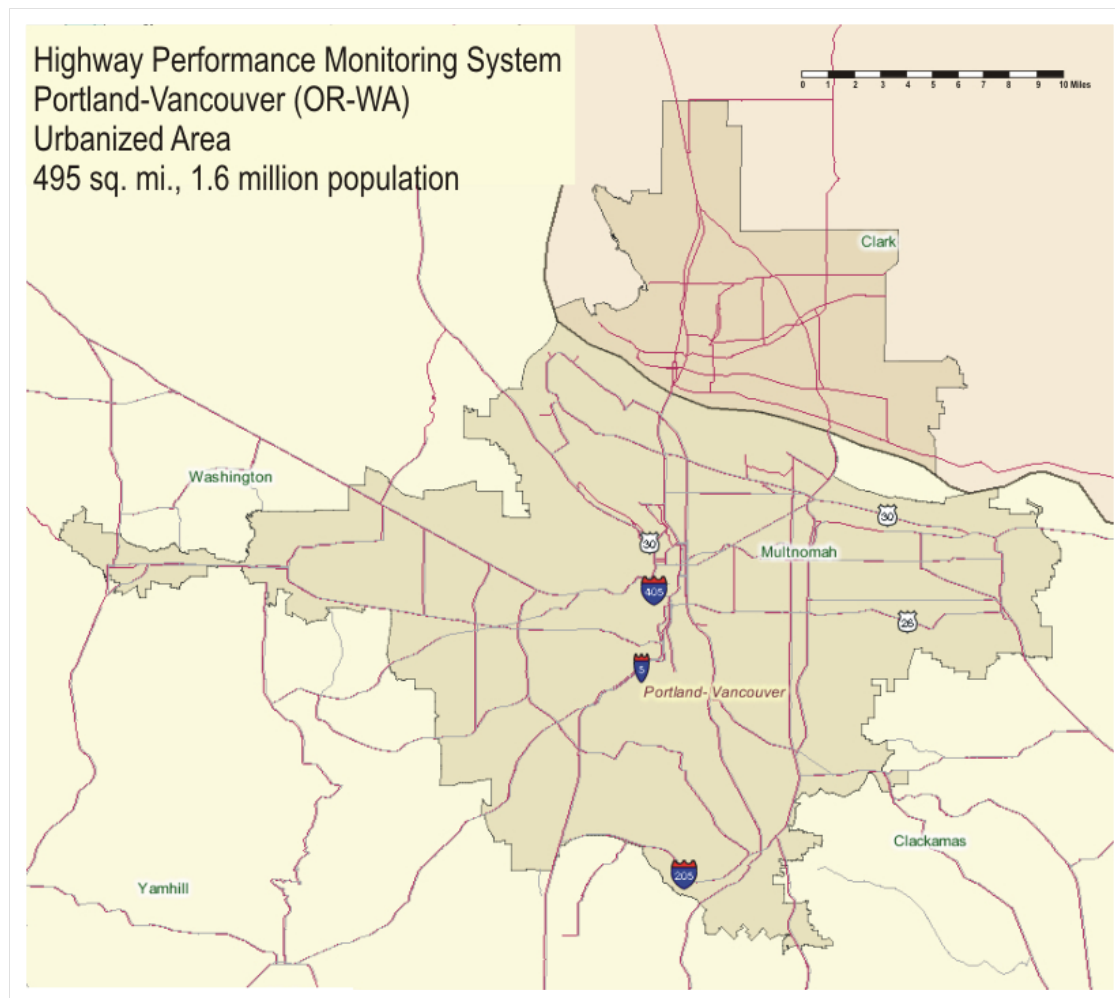 Highway Performance Monitoring System
Portland-Vancouver (OR-WA)
Urbanized Area
495 sq. mi., 1.6 million population
0 1 2 3 4 5 6 7 8 9 10 Miles
Clark
Washington
30
30
Multnomah
405
26
5
Portland- Vancouver
Clackamas
205
Yamhill